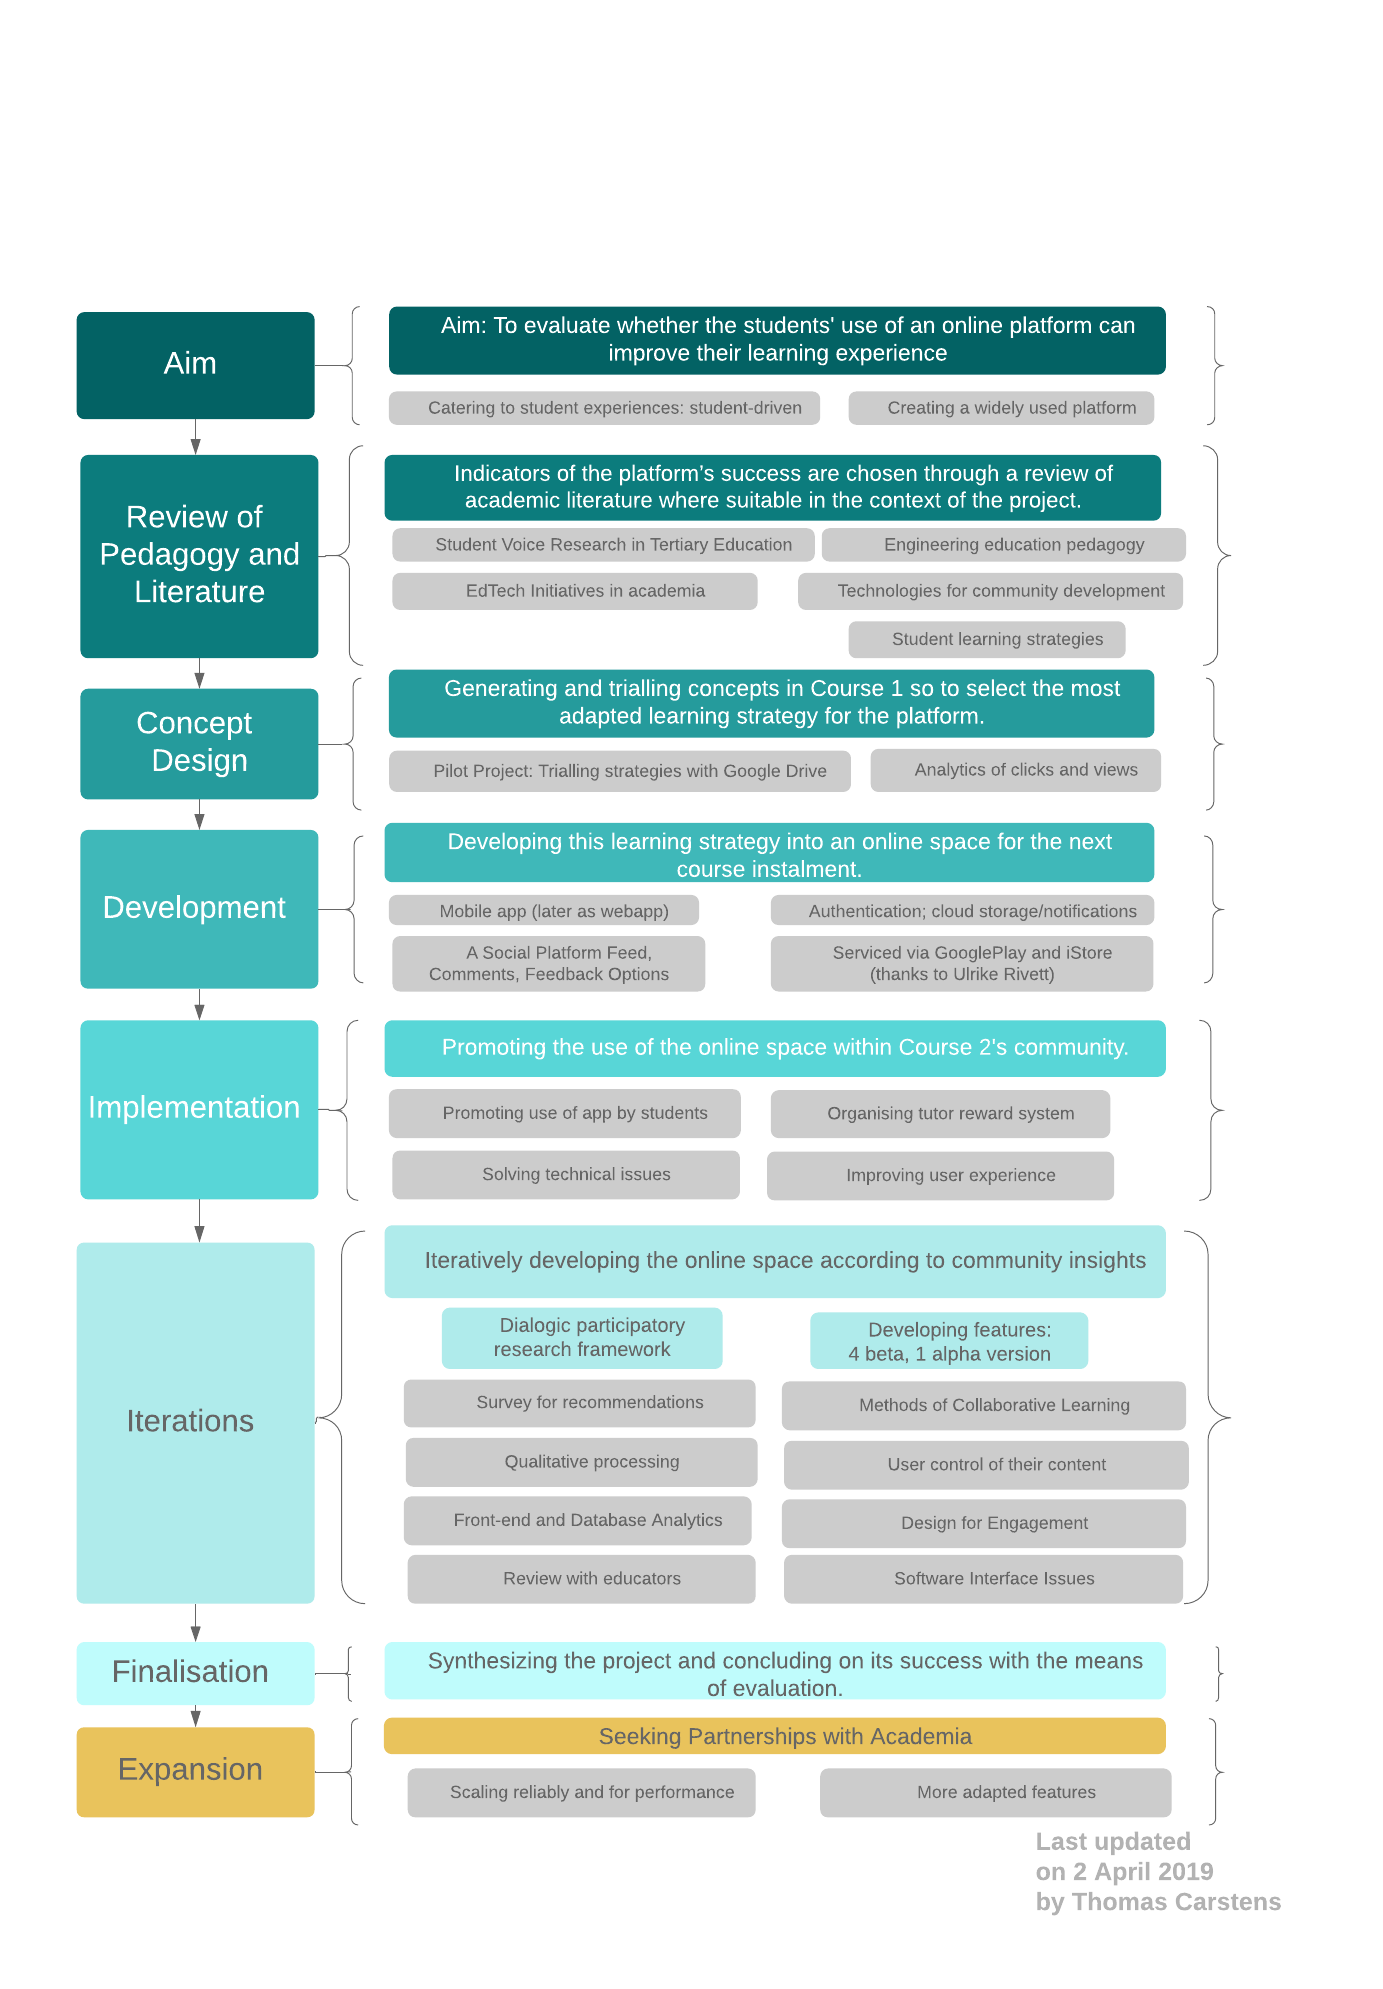 Aim
Aim: To evaluate whether the students' use of an online platform can
improve their learning experience
Catering to student experiences: student-driven
Creating a widely used platform
Review of
Pedagogy and
Literature
Indicators of the platform’s success are chosen through a review of
academic literature where suitable in the context of the project.
Student Voice Research in Tertiary Education
Engineering education pedagogy
EdTech Initiatives in academia
Technologies for community development
Student learning strategies
Concept
Design
Generating and trialling concepts in Course 1 so to select the most
adapted learning strategy for the platform.
Pilot Project: Trialling strategies with Google Drive
Analytics of clicks and views
Development
Developing this learning strategy into an online space for the next
course instalment.
Mobile app (later as webapp)
Authentication; cloud storage/notifications
A Social Platform Feed,
Comments, Feedback Options
Serviced via GooglePlay and iStore
(thanks to Ulrike Rivett)
Implementation
Promoting the use of the online space within Course 2's community.
Promoting use of app by students
Organising tutor reward system
Solving technical issues
Improving user experience
Iterations
Iteratively developing the online space according to community insights
Dialogic participatory
research framework
Developing features:
4 beta, 1 alpha version
Survey for recommendations
Methods of Collaborative Learning
Qualitative processing
User control of their content
Front-end and Database Analytics
Design for Engagement
Review with educators
Software Interface Issues
Finalisation
Synthesizing the project and concluding on its success with the means
of evaluation.
Expansion
Seeking Partnerships with Academia
Scaling reliably and for performance
More adapted features
Last updated
on 2 April 2019
by Thomas Carstens